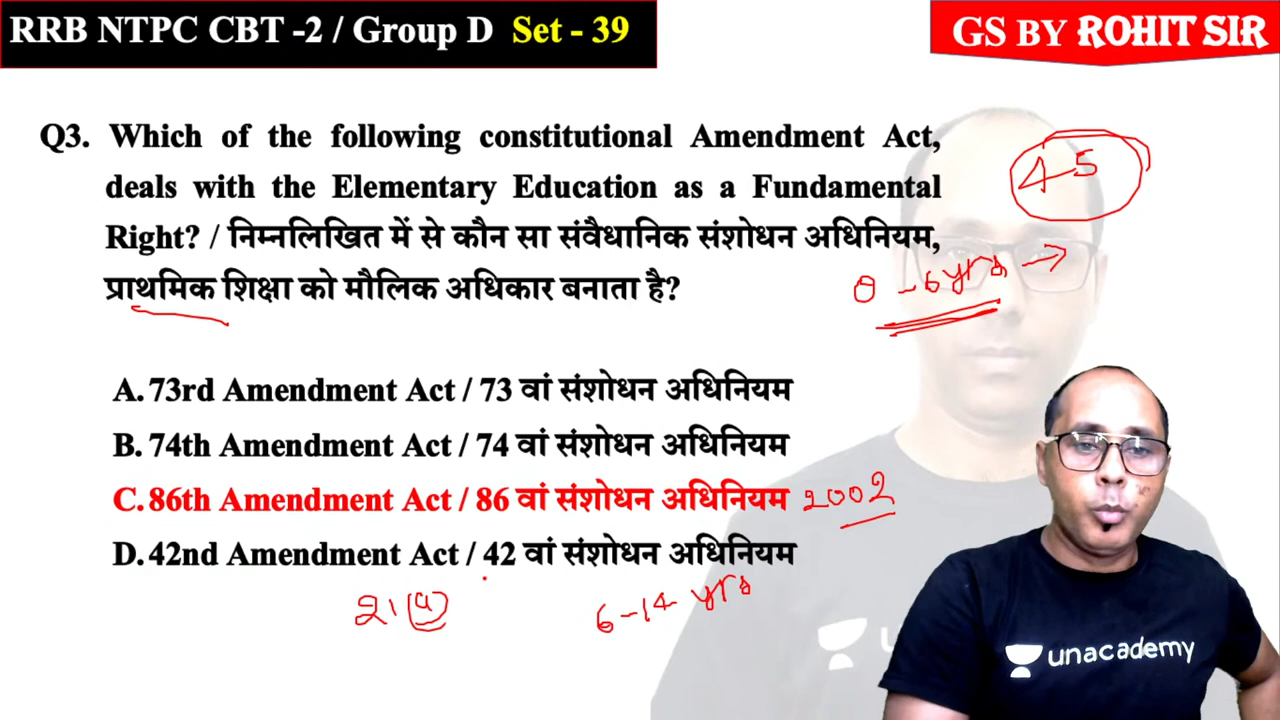 RRB NTPC CBT -2 / Group D Set - 39
GS BY ROHIT SIR
Q3. Which of the following constitutional Amendment Act,
deals with the Elementary Education as a Fundamental
Right? / निम्नलिखित में से कौन सा संवैधानिक संशोधन अधिनियम,
प्राथमिक शिक्षा को मौलिक अधिकार बनाता है?
45
0 - 6 yrs →
A. 73rd Amendment Act / 73 वां संशोधन अधिनियम
B. 74th Amendment Act / 74 वां संशोधन अधिनियम
C. 86th Amendment Act / 86 वां संशोधन अधिनियम 2002
D. 42nd Amendment Act / 42 वां संशोधन अधिनियम
21(a)
6-14 yrs
unacademy